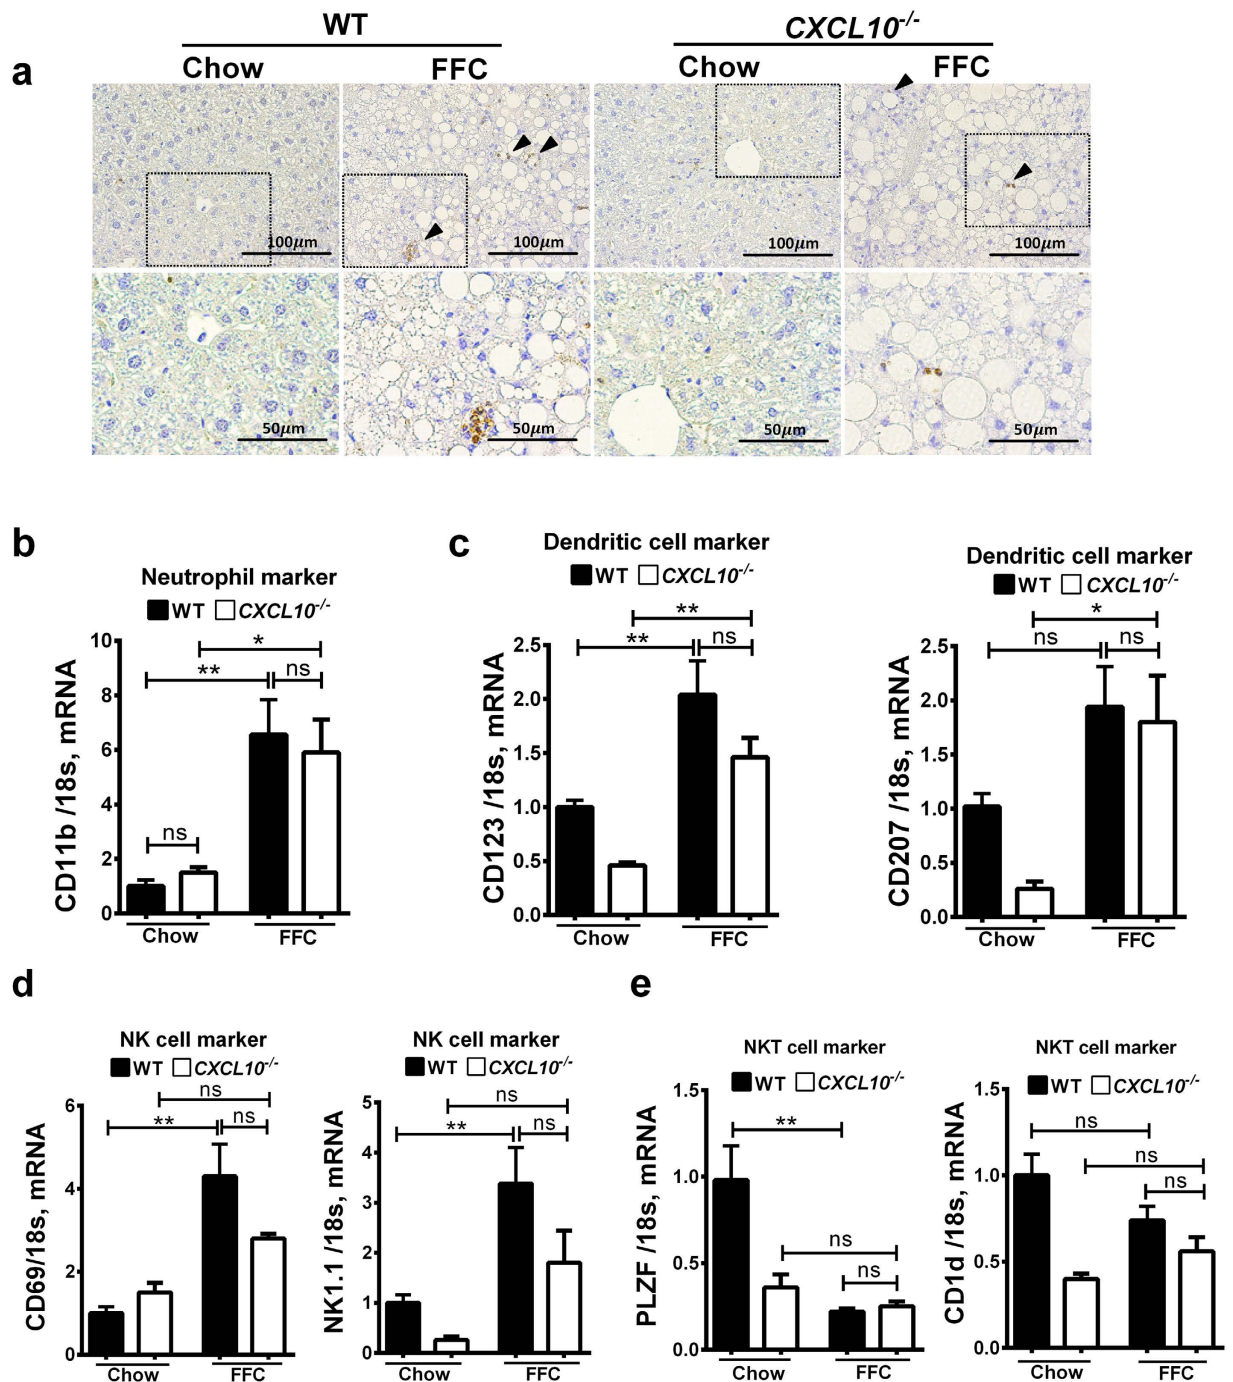 WT CXCL10-/-
a Chow FFC Chow FFC
100μm 100μm 100μm 100μm
50μm 50μm 50μm 50μm
b
Neutrophil marker
WT CXCL10-/-
*
** ns
ns
10
8
6
4
2
0
CD11b /18s, mRNA
Chow FFC
c
Dendritic cell marker
WT CXCL10-/-
**
** ns
2.5
2.0
1.5
1.0
0.5
0.0
CD123 /18s, mRNA
Chow FFC
Dendritic cell marker
WT CXCL10-/-
*
ns ns
2.5
2.0
1.5
1.0
0.5
0.0
CD207 /18s, mRNA
Chow FFC
d
NK cell marker
WT CXCL10-/-
ns
** ns
6
4
2
0
CD69/18s, mRNA
Chow FFC
NK cell marker
WT CXCL10-/-
ns
** ns
5
4
3
2
1
0
NK1.1 /18s, mRNA
Chow FFC
e
NKT cell marker
WT CXCL10-/-
**
ns
ns
1.5
1.0
0.5
0.0
PLZF /18s, mRNA
Chow FFC
NKT cell marker
WT CXCL10-/-
ns
ns
ns
1.5
1.0
0.5
0.0
CD1d /18s, mRNA
Chow FFC